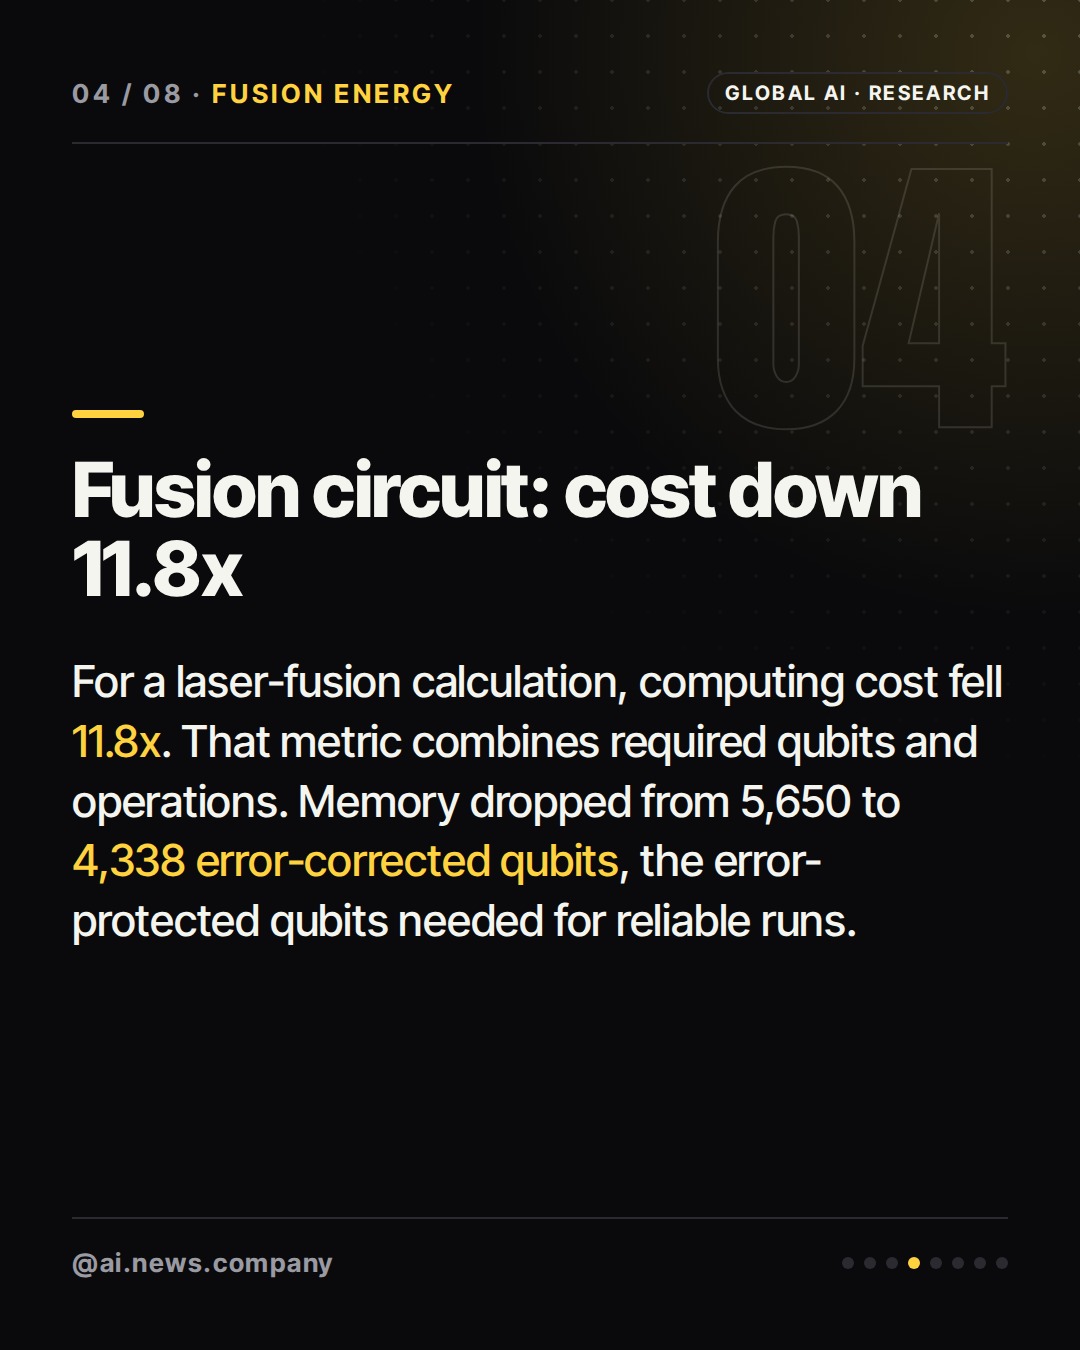 04 / 08 · FUSION ENERGY
GLOBAL AI · RESEARCH
04
Fusion circuit: cost down
11.8x
For a laser-fusion calculation, computing cost fell
11.8x. That metric combines required qubits and
operations. Memory dropped from 5,650 to
4,338 error-corrected qubits, the error-
protected qubits needed for reliable runs.
@ai.news.company